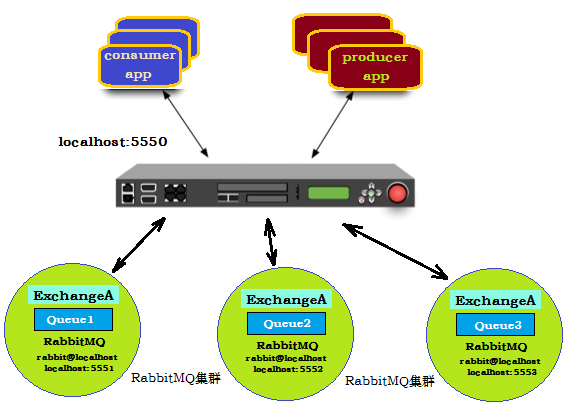 consumer
app
producer
app
localhost:5550
ExchangeA
Queue1
RabbitMQ
rabbit@localhost
localhost:5551
ExchangeA
Queue2
RabbitMQ
rabbit@localhost
localhost:5552
ExchangeA
Queue3
RabbitMQ
rabbit@localhost
localhost:5553
RabbitMQ集群
RabbitMQ集群